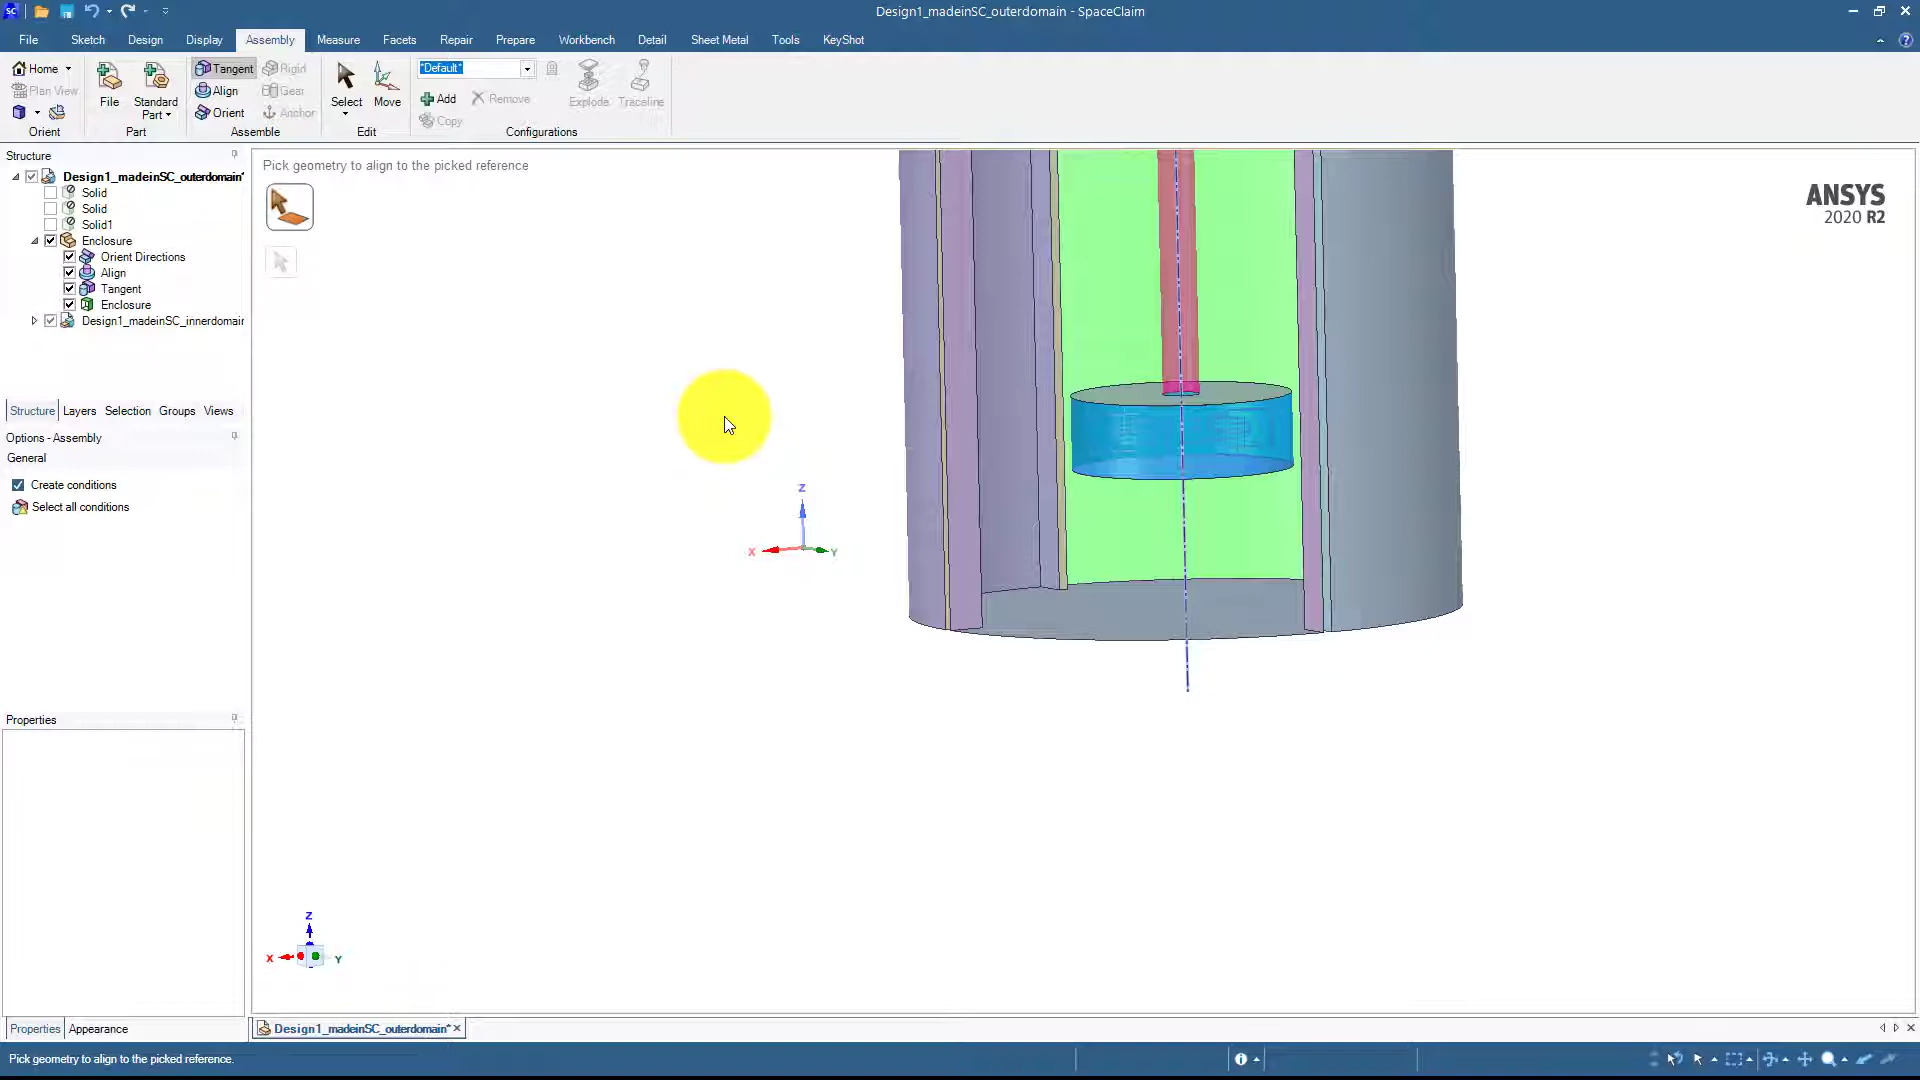 Design1_madeinSC_outerdomain - SpaceClaim
File Sketch Design Display Assembly Measure Facets Repair Prepare Workbench Detail Sheet Metal Tools KeyShot
Home
Plan View
Orient
File
Standard
Part
Part
Tangent
Align
Orient
Rigid
Gear
Anchor
Assemble
Select
Move
Edit
*Default*
Add
Remove
Copy
Explode
Traceline
Configurations
Structure
Design1_madeinSC_outerdomain*
Solid
Solid
Solid1
Enclosure
Orient Directions
Align
Tangent
Enclosure
Design1_madeinSC_innerdomain
Structure Layers Selection Groups Views
Options - Assembly
General
Create conditions
Select all conditions
Properties
Properties Appearance
Pick geometry to align to the picked reference
ANSYS
2020 R2
Z
X
Y
Z
X
Y
Design1_madeinSC_outerdomain*
Pick geometry to align to the picked reference.